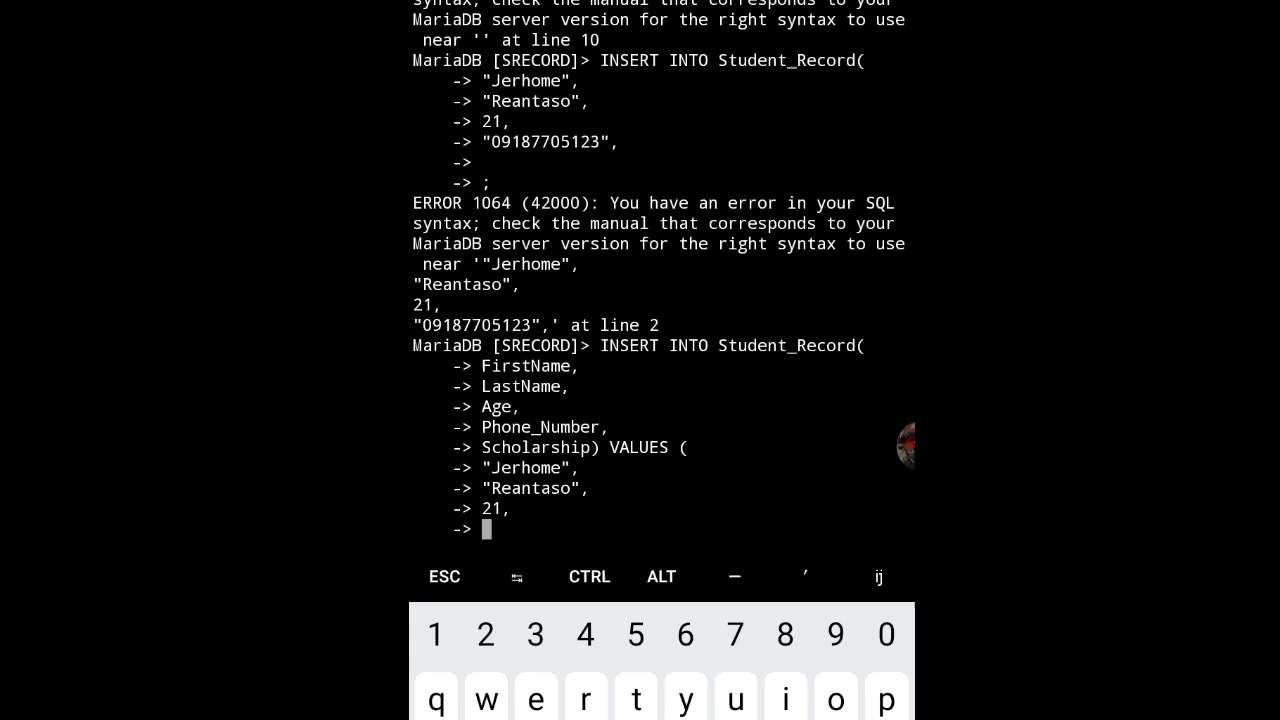 syntax; check the manual that corresponds to your
MariaDB server version for the right syntax to use
 near '' at line 10
MariaDB [SRECORD]> INSERT INTO Student_Record(
    -> "Jerhome",
    -> "Reantaso",
    -> 21,
    -> "09187705123",
    ->
    -> ;
ERROR 1064 (42000): You have an error in your SQL
syntax; check the manual that corresponds to your
MariaDB server version for the right syntax to use
 near '"Jerhome",
"Reantaso",
21,
"09187705123",' at line 2
MariaDB [SRECORD]> INSERT INTO Student_Record(
    -> FirstName,
    -> LastName,
    -> Age,
    -> Phone_Number,
    -> Scholarship) VALUES (
    -> "Jerhome",
    -> "Reantaso",
    -> 21,
    ->
ESC ↹ CTRL ALT – ′ ij
1 2 3 4 5 6 7 8 9 0
q w e r t y u i o p